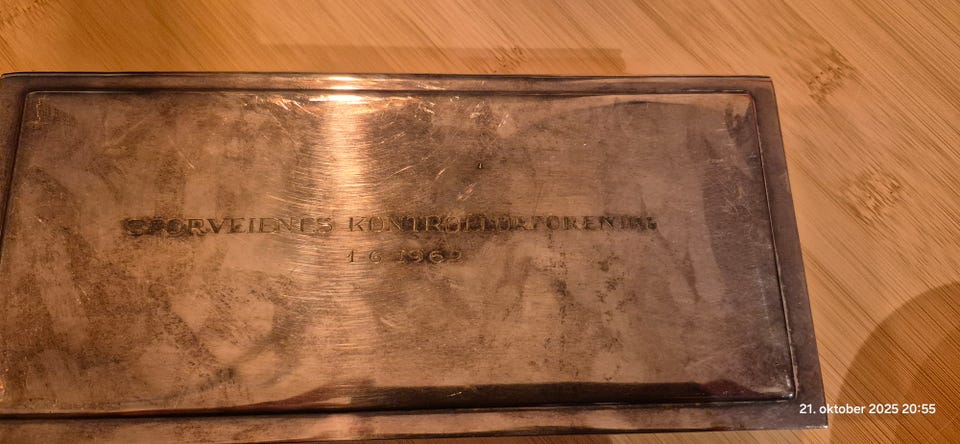 SPORVEIENES KONTROLLØRFORENING
1 6 1962
21. oktober 2025 20:55